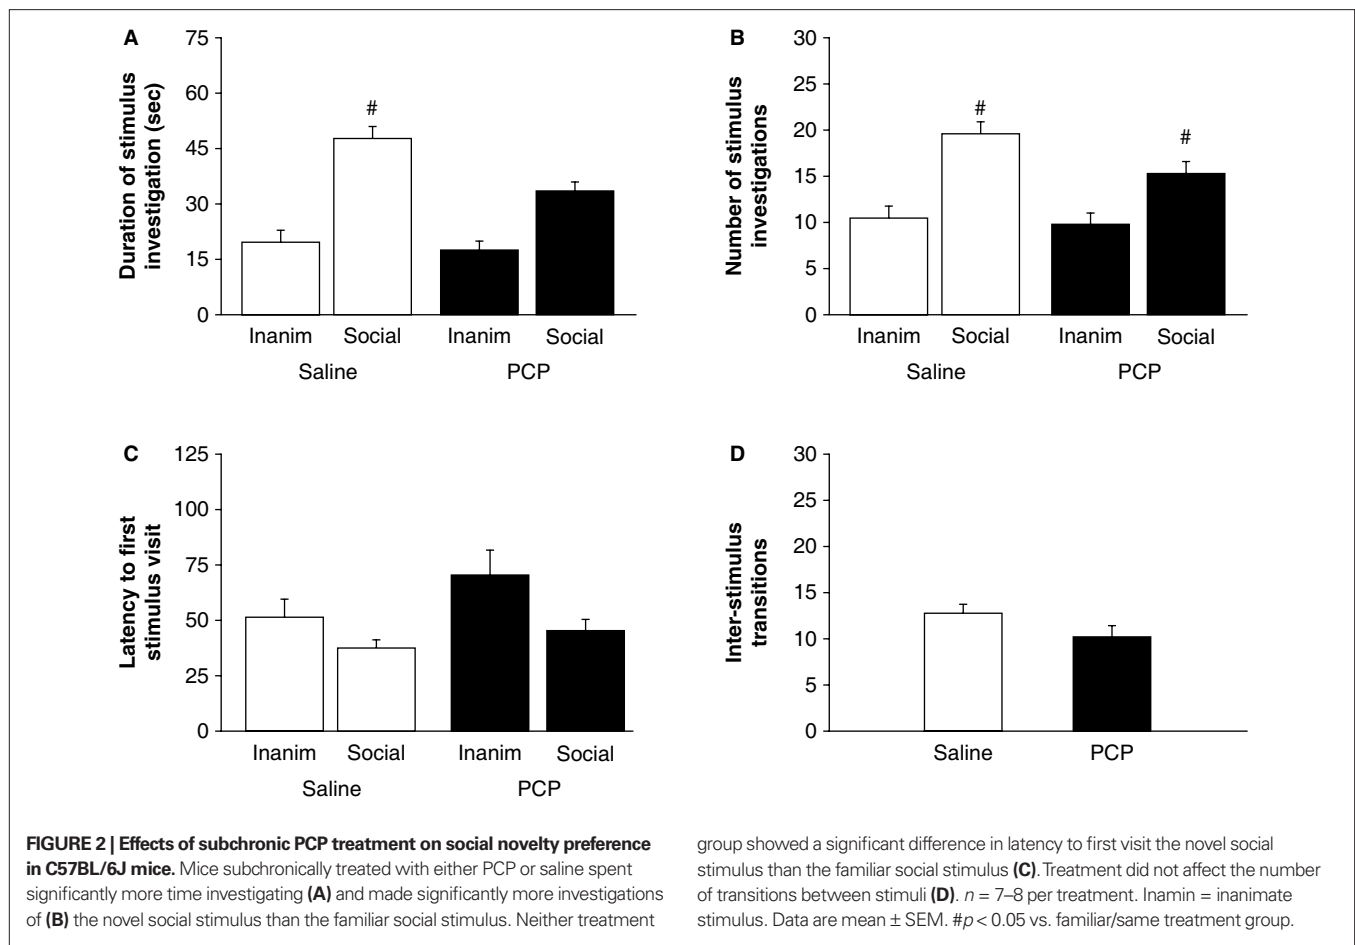 A
75
60
45
30
15
0
Duration of stimulus
investigation (sec)
#
Inanim Social Inanim Social
Saline PCP
B
30
25
20
15
10
5
0
Number of stimulus
investigations
# #
Inanim Social Inanim Social
Saline PCP
C
125
100
75
50
25
0
Latency to first
stimulus visit
Inanim Social Inanim Social
Saline PCP
D
30
25
20
15
10
5
0
Inter-stimulus
transitions
Saline PCP
FIGURE 2 | Effects of subchronic PCP treatment on social novelty preference
in C57BL/6J mice. Mice subchronically treated with either PCP or saline spent
significantly more time investigating (A) and made significantly more investigations
of (B) the novel social stimulus than the familiar social stimulus. Neither treatment
group showed a significant difference in latency to first visit the novel social
stimulus than the familiar social stimulus (C). Treatment did not affect the number
of transitions between stimuli (D). n = 7–8 per treatment. Inamin = inanimate
stimulus. Data are mean ± SEM. #p < 0.05 vs. familiar/same treatment group.